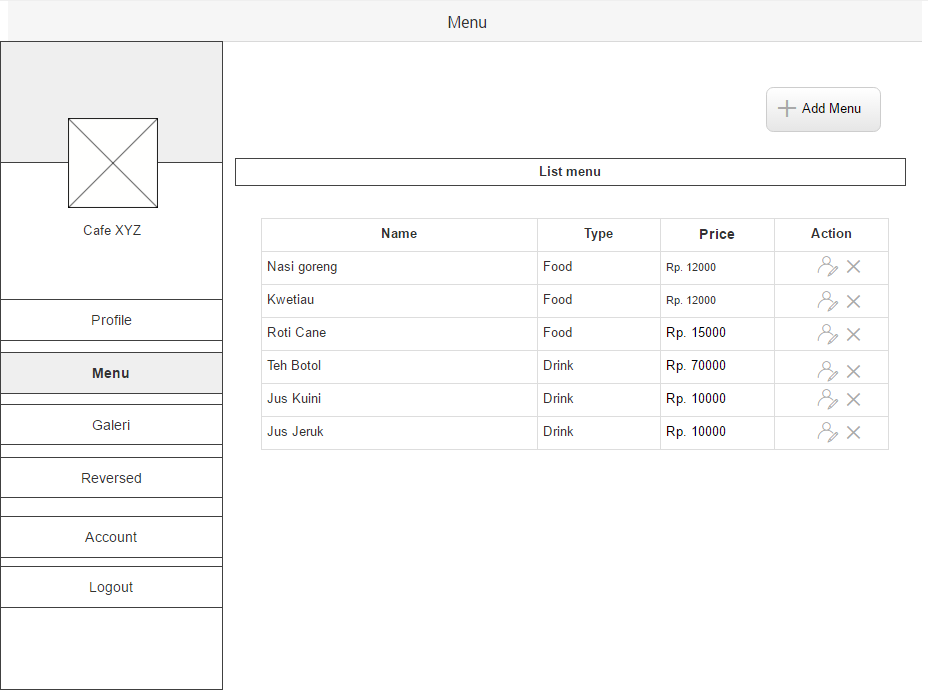 Menu
Add Menu
List menu
Cafe XYZ
Profile
Menu
Galeri
Reversed
Account
Logout
Name Type Price Action
Nasi goreng Food Rp. 12000
Kwetiau Food Rp. 12000
Roti Cane Food Rp. 15000
Teh Botol Drink Rp. 70000
Jus Kuini Drink Rp. 10000
Jus Jeruk Drink Rp. 10000